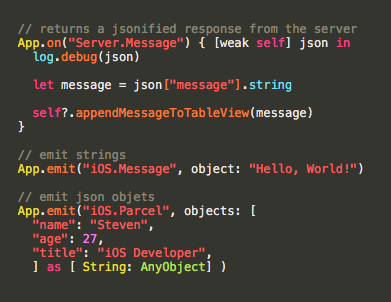 // returns a jsonified response from the server
App.on("Server.Message") { [weak self] json in
  log.debug(json)
  let message = json["message"].string
  self?.appendMessageToTableView(message)
}
// emit strings
App.emit("iOS.Message", object: "Hello, World!")
// emit json objets
App.emit("iOS.Parcel", objects: [
  "name": "Steven",
  "age": 27,
  "title": "iOS Developer",
  ] as [ String: AnyObject] )